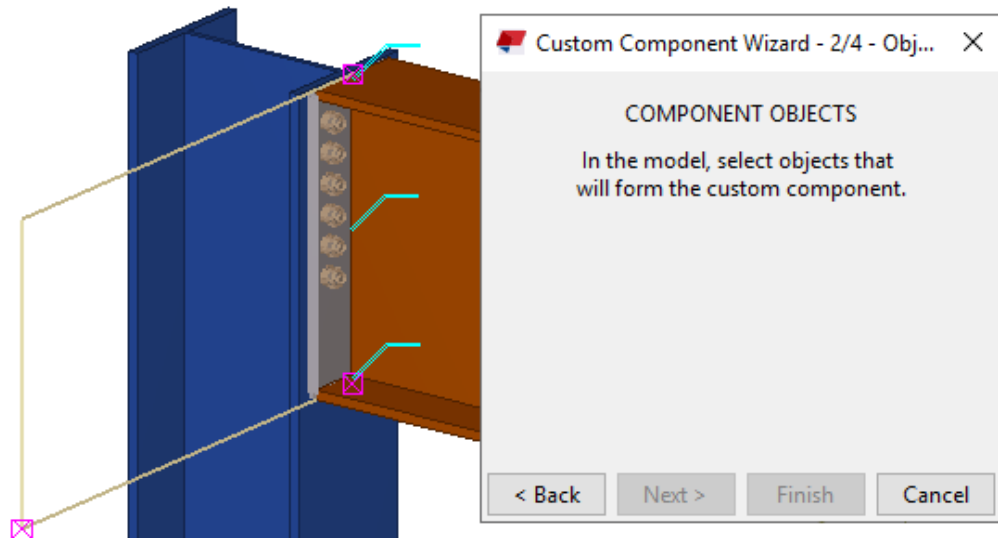 Custom Component Wizard - 2/4 - Obj...
COMPONENT OBJECTS
In the model, select objects that
will form the custom component.
< Back
Next >
Finish
Cancel